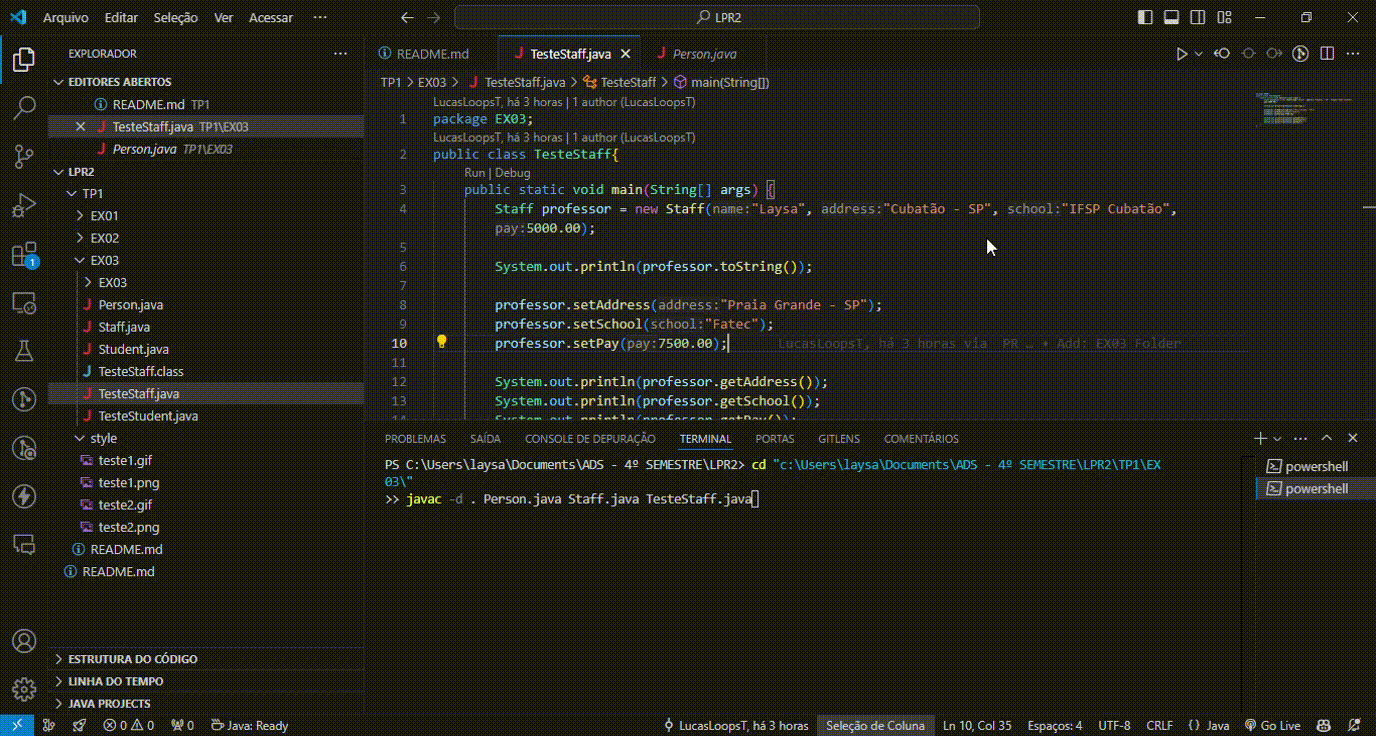 Arquivo Editar Seleção Ver Acessar ··· LPR2
EXPLORADOR ···
EDITORES ABERTOS
README.md TP1
TesteStaff.java TP1\EX03
Person.java TP1\EX03
LPR2
TP1
EX01
EX02
EX03
EX03
Person.java
Staff.java
Student.java
TesteStaff.class
TesteStaff.java
TesteStudent.java
style
teste1.gif
teste1.png
teste2.gif
teste2.png
README.md
README.md
ESTRUTURA DO CÓDIGO
LINHA DO TEMPO
JAVA PROJECTS
README.md TesteStaff.java Person.java
TP1 > EX03 > TesteStaff.java > TesteStaff > main(String[])
LucasLoopsT, há 3 horas | 1 author (LucasLoopsT)
1 package EX03;
LucasLoopsT, há 3 horas | 1 author (LucasLoopsT)
2 public class TesteStaff{
Run | Debug
3 public static void main(String[] args) {
4 Staff professor = new Staff(name:"Laysa", address:"Cubatão - SP", school:"IFSP Cubatão",
pay:5000.00);
5
6 System.out.println(professor.toString());
7
8 professor.setAddress(address:"Praia Grande - SP");
9 professor.setSchool(school:"Fatec");
10 professor.setPay(pay:7500.00); LucasLoopsT, há 3 horas via PR … • Add: EX03 Folder
11
12 System.out.println(professor.getAddress());
13 System.out.println(professor.getSchool());
14 System.out.println(professor.getPay());
PROBLEMAS SAÍDA CONSOLE DE DEPURAÇÃO TERMINAL PORTAS GITLENS COMENTÁRIOS
PS C:\Users\laysa\Documents\ADS - 4º SEMESTRE\LPR2> cd "c:\Users\laysa\Documents\ADS - 4º SEMESTRE\LPR2\TP1\EX
03\"
>> javac -d . Person.java Staff.java TesteStaff.java
powershell
powershell
1
0 0 0 Java: Ready LucasLoopsT, há 3 horas Seleção de Coluna Ln 10, Col 35 Espaços: 4 UTF-8 CRLF {} Java Go Live